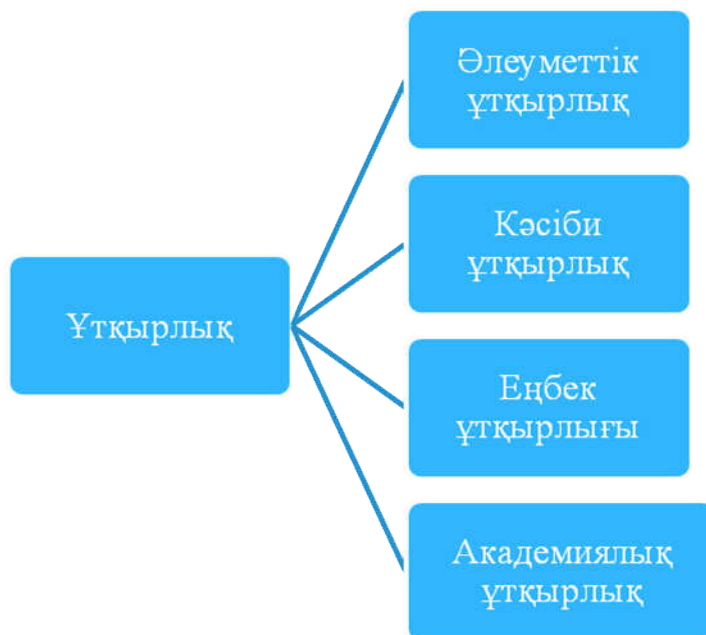 Әлеуметтік
ұтқырлық
Кәсіби
ұтқырлық
Ұтқырлық
Еңбек
ұтқырлығы
Академиялық
ұтқырлық